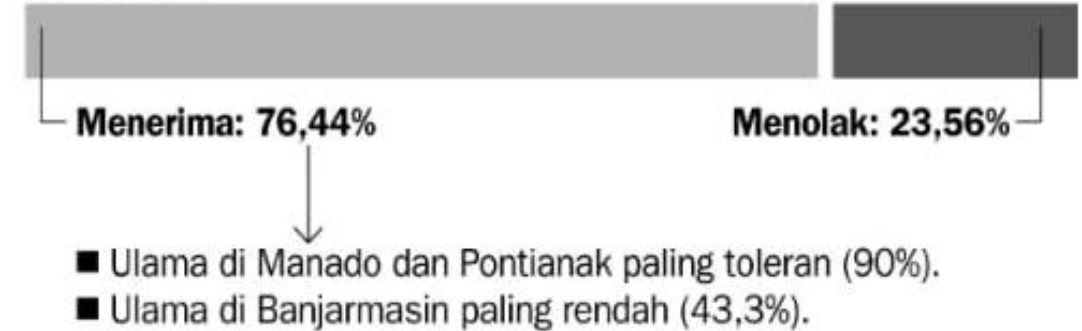 Menerima: 76,44%
Menolak: 23,56%
■ Ulama di Manado dan Pontianak paling toleran (90%).
■ Ulama di Banjarmasin paling rendah (43,3%).